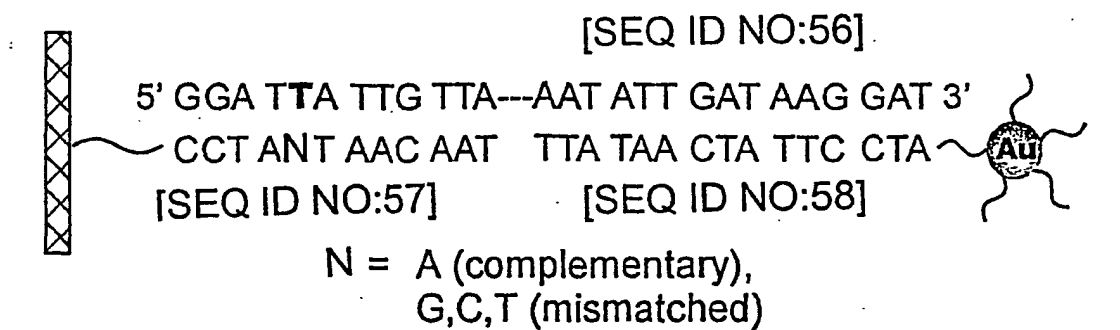 [SEQ ID NO:56]
5' GGA TTA TTG TTA---AAT ATT GAT AAG GAT 3'
CCT ANT AAC AAT TTA TAA CTA TTC CTA
Au
[SEQ ID NO:57] [SEQ ID NO:58]
N = A (complementary),
G,C,T (mismatched)